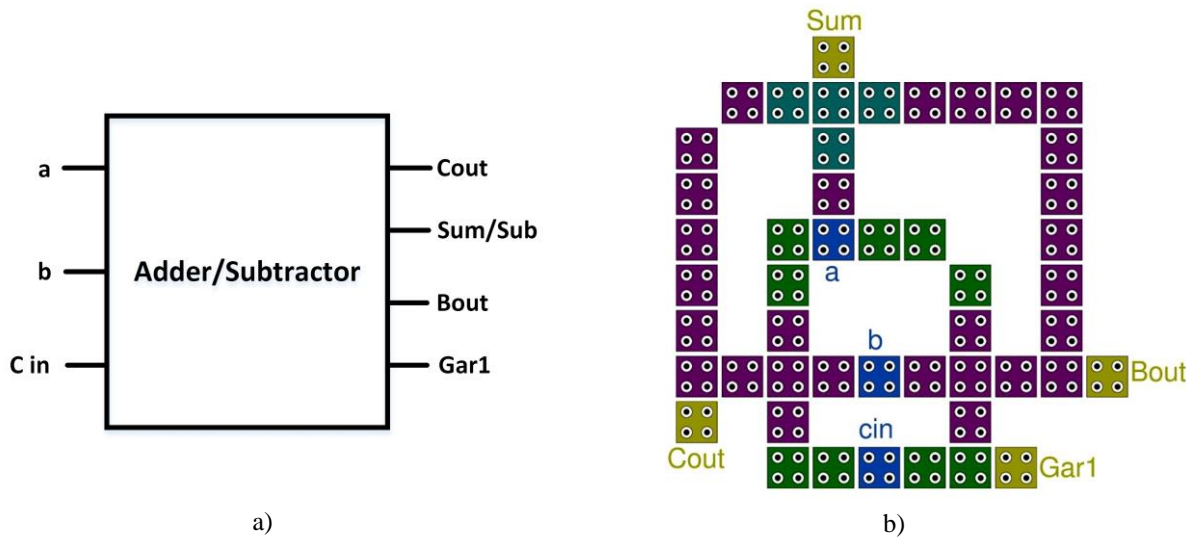 a
b
C in
Adder/Subtractor
Cout
Sum/Sub
Bout
Gar1
a)
Sum
a
b
Bout
cin
Cout
Gar1
b)